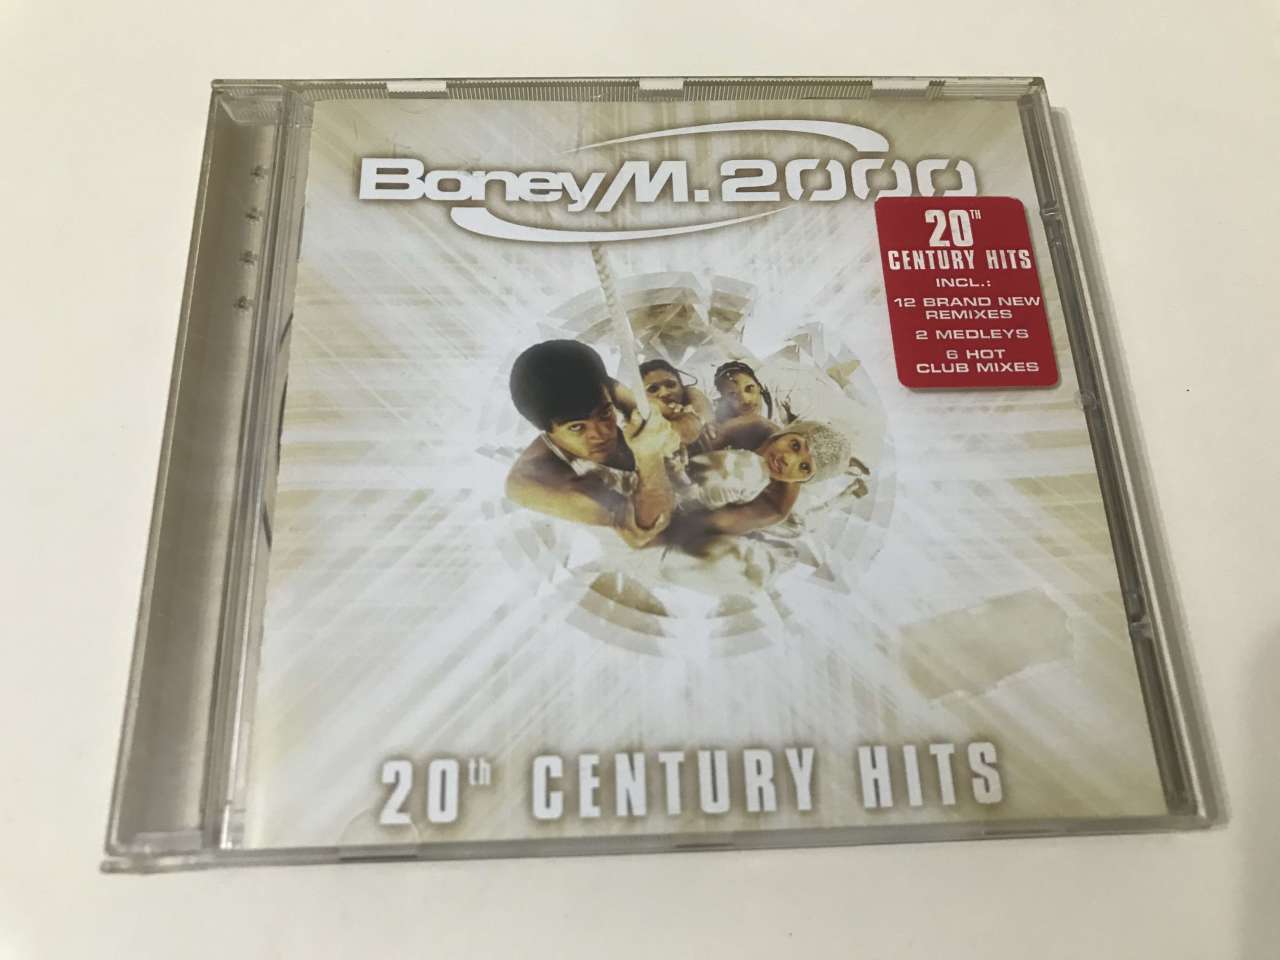 Boney M. 2000
20TH
CENTURY HITS
INCL.:
12 BRAND NEW
REMIXES
2 MEDLEYS
6 HOT
CLUB MIXES
20th CENTURY HITS